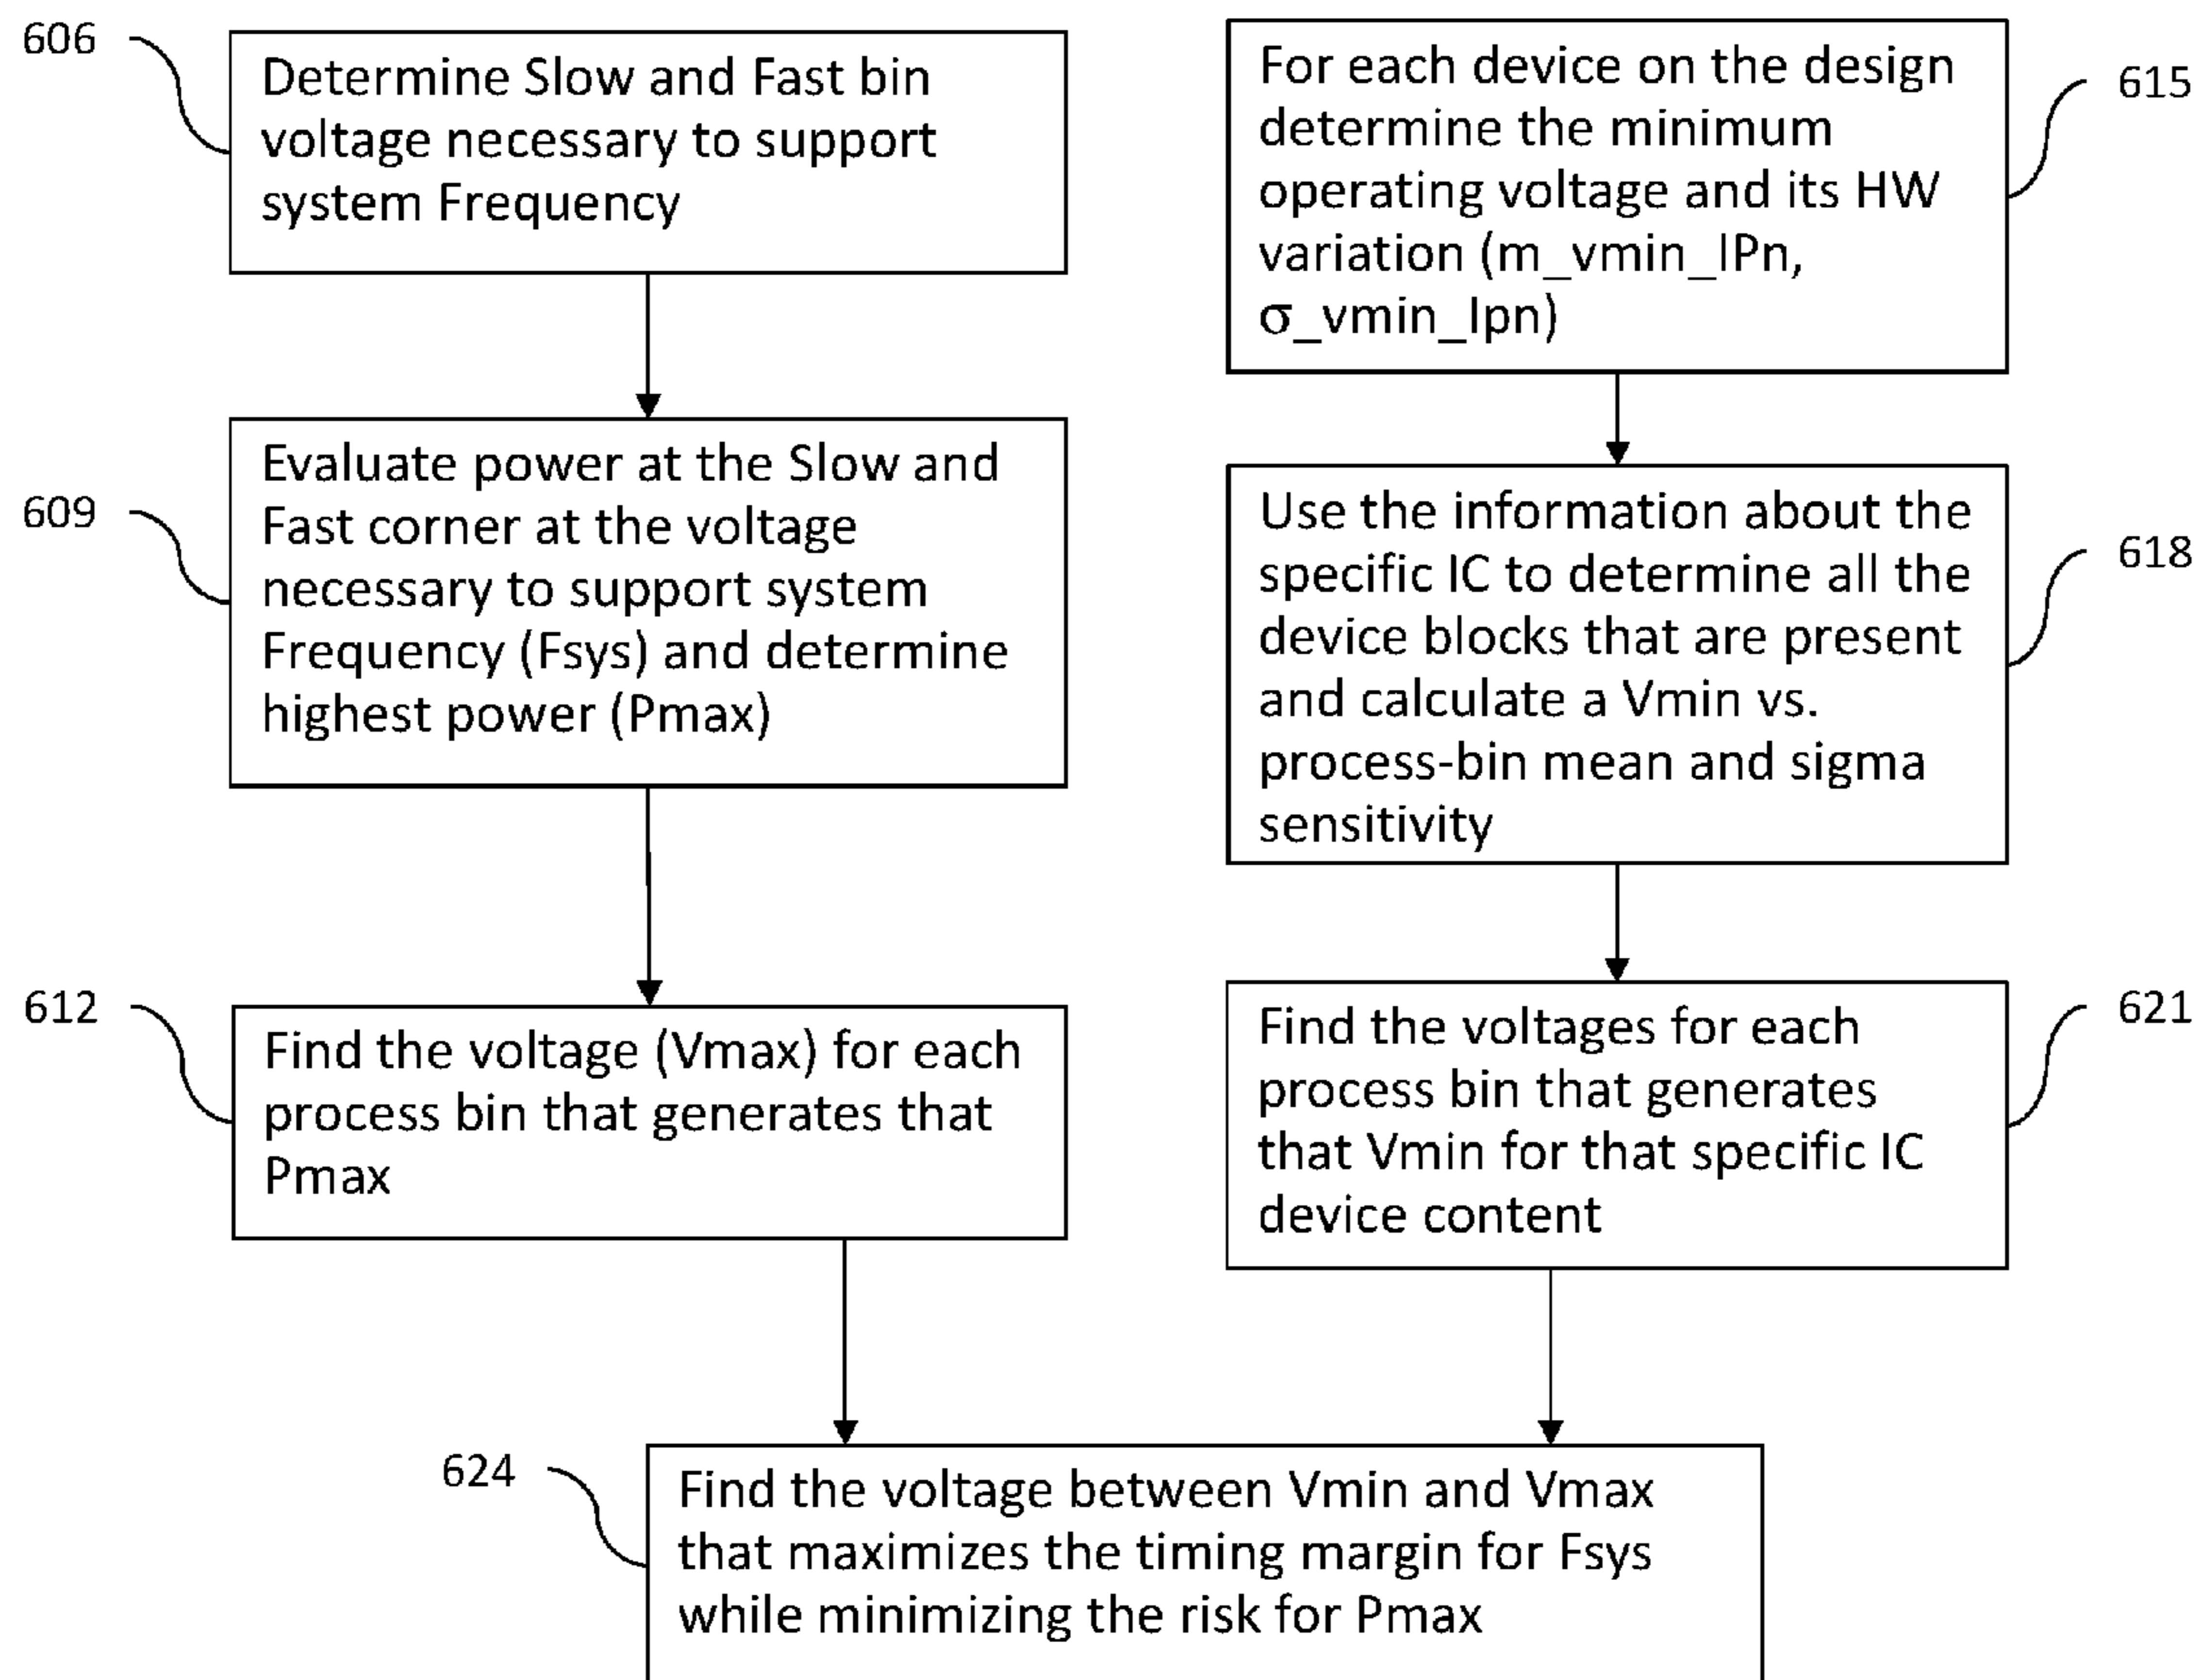 606
Determine Slow and Fast bin
voltage necessary to support
system Frequency
609
Evaluate power at the Slow and
Fast corner at the voltage
necessary to support system
Frequency (Fsys) and determine
highest power (Pmax)
612
Find the voltage (Vmax) for each
process bin that generates that
Pmax
For each device on the design
determine the minimum
operating voltage and its HW
variation (m_vmin_IPn,
σ_vmin_Ipn)
615
Use the information about the
specific IC to determine all the
device blocks that are present
and calculate a Vmin vs.
process-bin mean and sigma
sensitivity
618
Find the voltages for each
process bin that generates
that Vmin for that specific IC
device content
621
624
Find the voltage between Vmin and Vmax
that maximizes the timing margin for Fsys
while minimizing the risk for Pmax